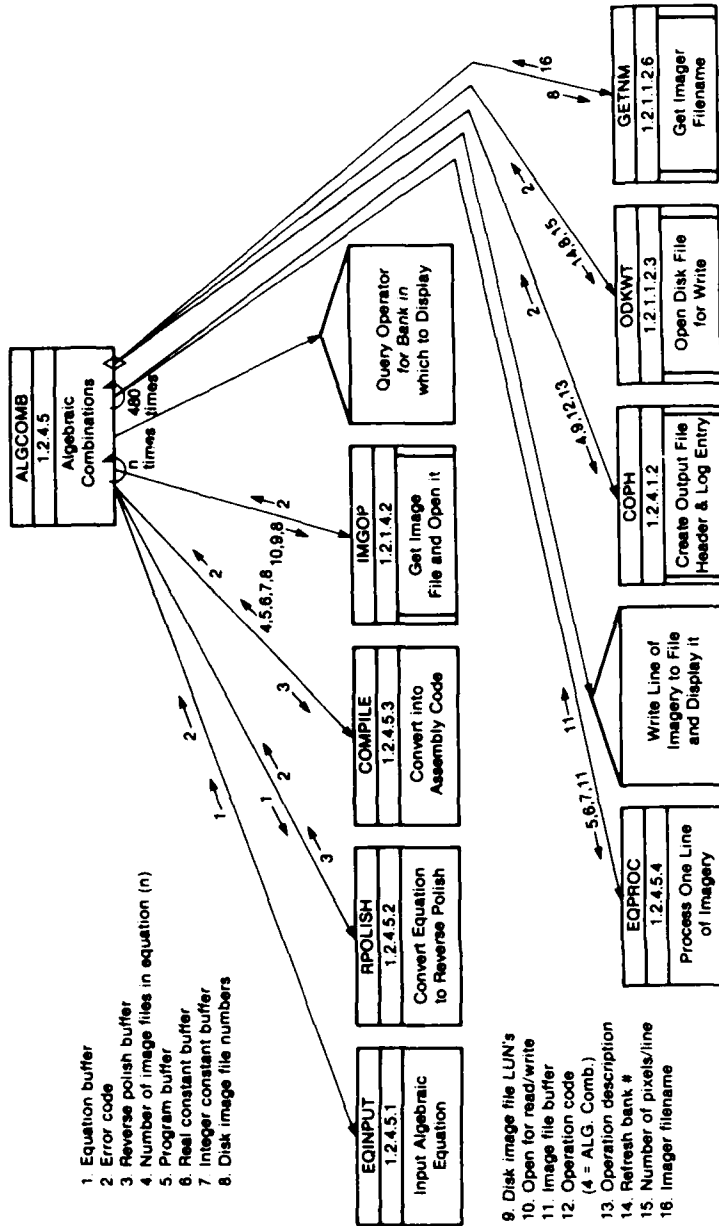 ALGCOMB
1.2.4.5
Algebraic
Combinations
n
times
480
times
1. Equation buffer
2 Error code
3. Reverse polish buffer
4. Number of image files in equation (n)
5. Program buffer
6. Real constant buffer
7 Integer constant buffer
8. Disk image file numbers
1
2
1
2
3
3
2
4,5,6,7,8
10,9,8
2
EQINPUT
1.2.4.5.1
Input Algebraic
Equation
RPOLISH
1.2.4.5.2
Convert Equation
to Reverse Polish
COMPILE
1.2.4.5.3
Convert into
Assembly Code
IMGOP
1.2.1.4.2
Get Image
File and Open it
Query Operator
for Bank in
which to Display
5,6,7,11
11
4,9,12,13
2
14,8,15
2
8
16
EQPROC
1.2.4.5.4
Process One Line
of Imagery
Write Line of
Imagery to File
and Display it
COPH
1.2.4.1.2
Create Output File
Header & Log Entry
ODKWT
1.2.1.1.2.3
Open Disk File
for Write
GETNM
1.2.1.1.2.6
Get Imager
Filename
9. Disk image file LUN's
10. Open for read/write
11. Image file buffer
12. Operation code
(4 = ALG. Comb.)
13. Operation description
14. Refresh bank #
15. Number of pixels/line
16. Imager filename